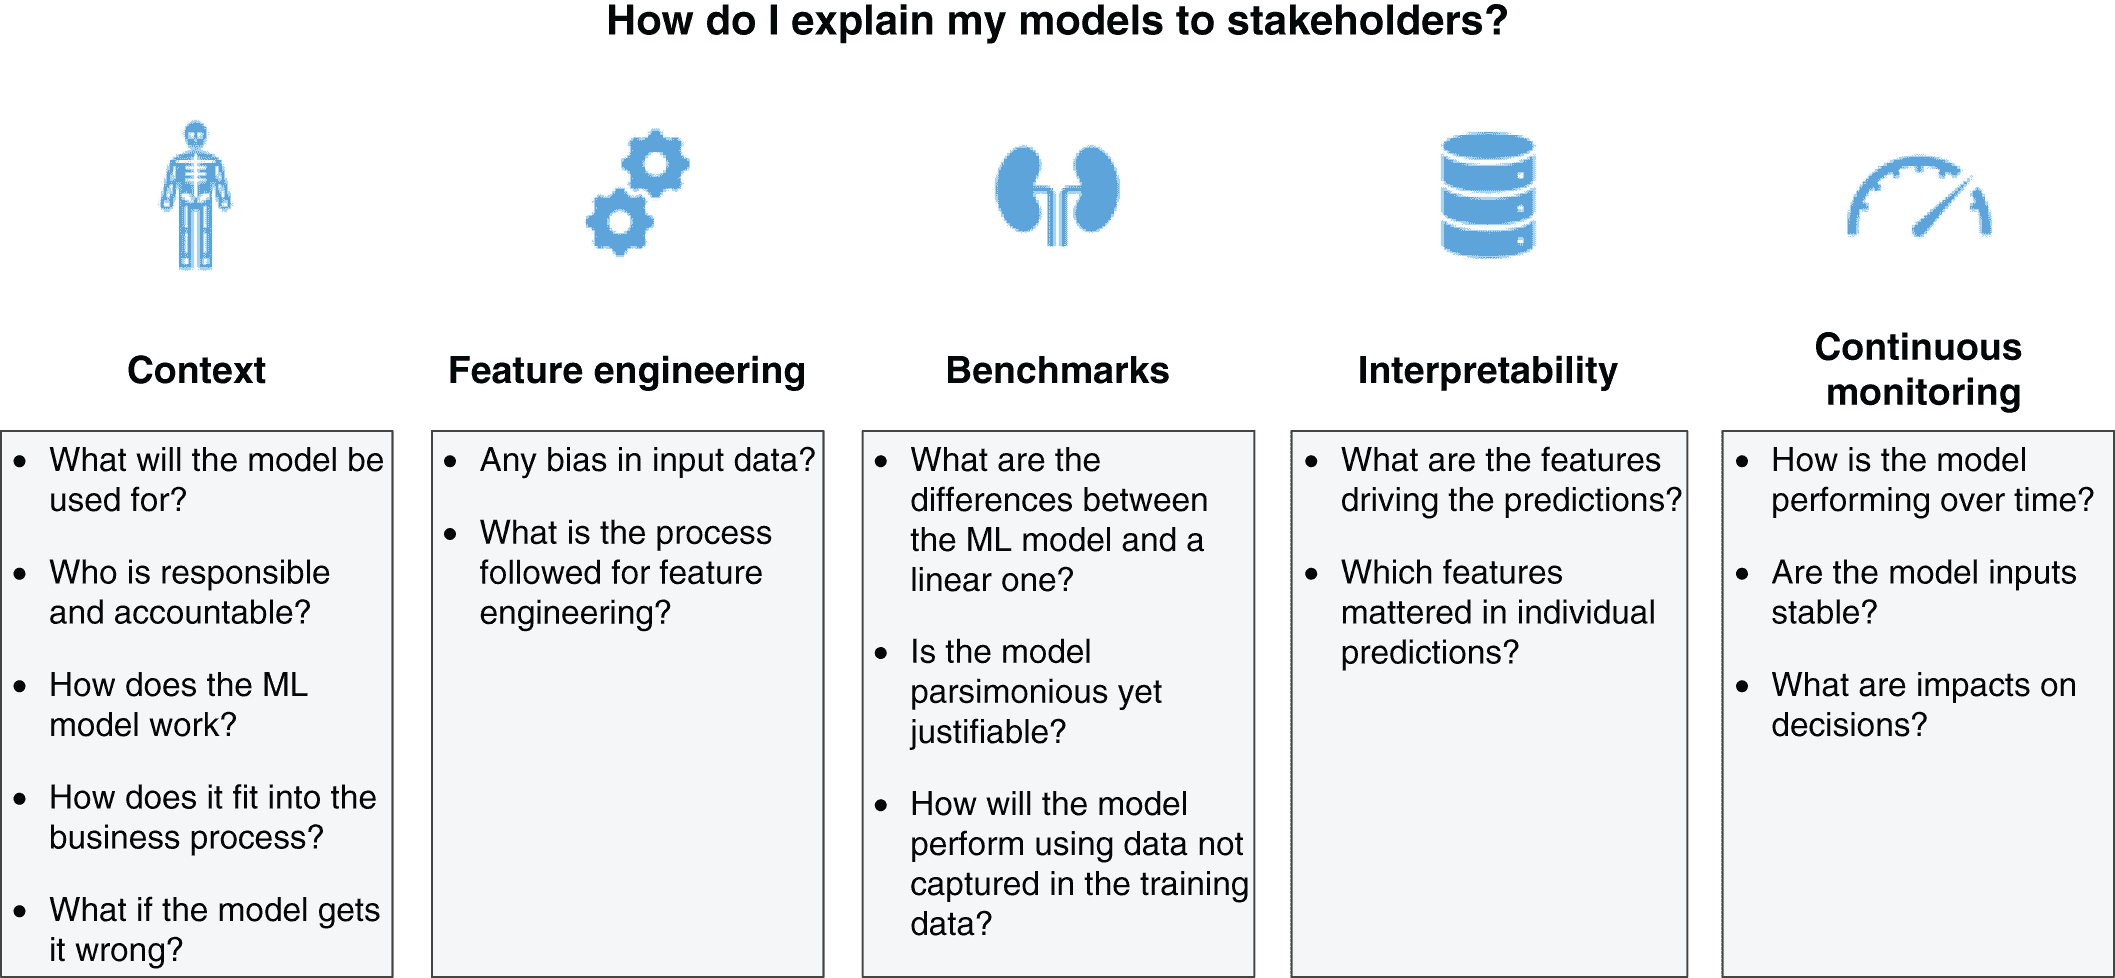 How do I explain my models to stakeholders?
Context
What will the model be
used for?
Who is responsible
and accountable?
How does the ML
model work?
How does it fit into the
business process?
What if the model gets
it wrong?
Feature engineering
Any bias in input data?
What is the process
followed for feature
engineering?
Benchmarks
What are the
differences between
the ML model and a
linear one?
Is the model
parsimonious yet
justifiable?
How will the model
perform using data not
captured in the training
data?
Interpretability
What are the features
driving the predictions?
Which features
mattered in individual
predictions?
Continuous
monitoring
How is the model
performing over time?
Are the model inputs
stable?
What are impacts on
decisions?